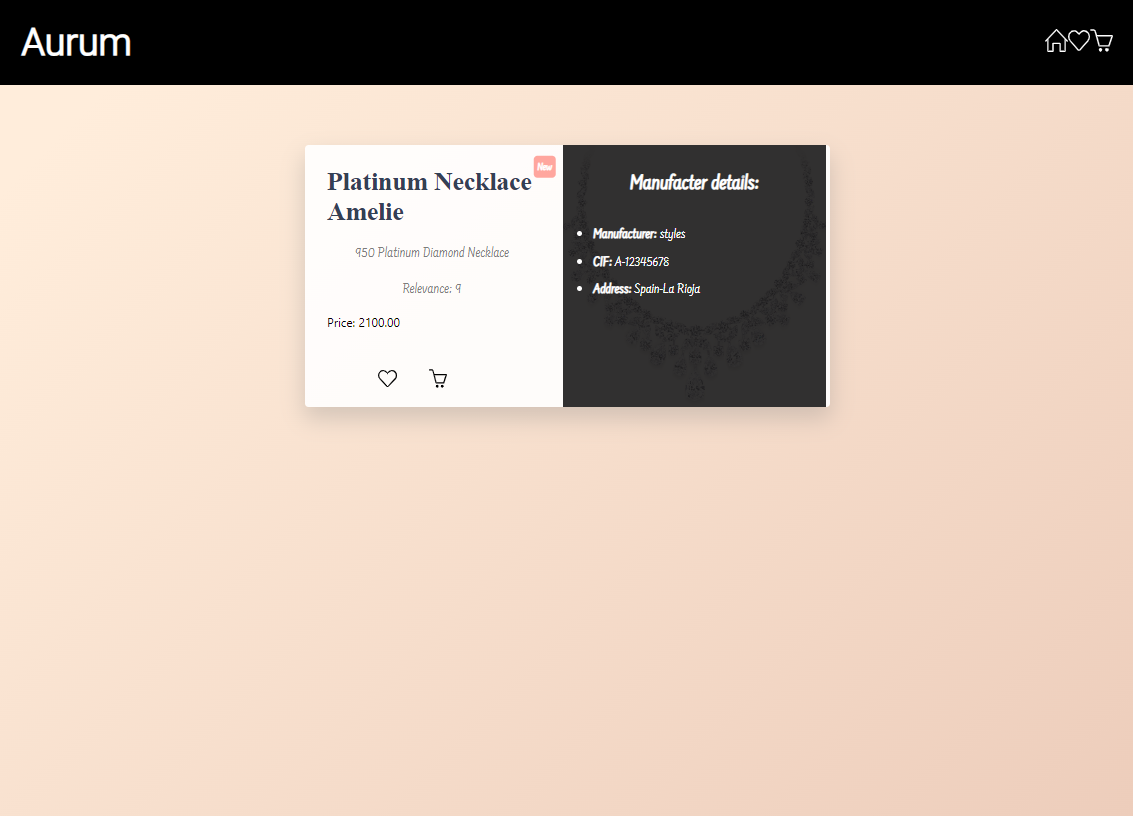 Aurum
Platinum Necklace
Amelie
New
950 Platinum Diamond Necklace
Relevance: 9
Price: 2100.00
Manufacter details:
Manufacturer: styles
CIF: A-12345678
Address: Spain-La Rioja